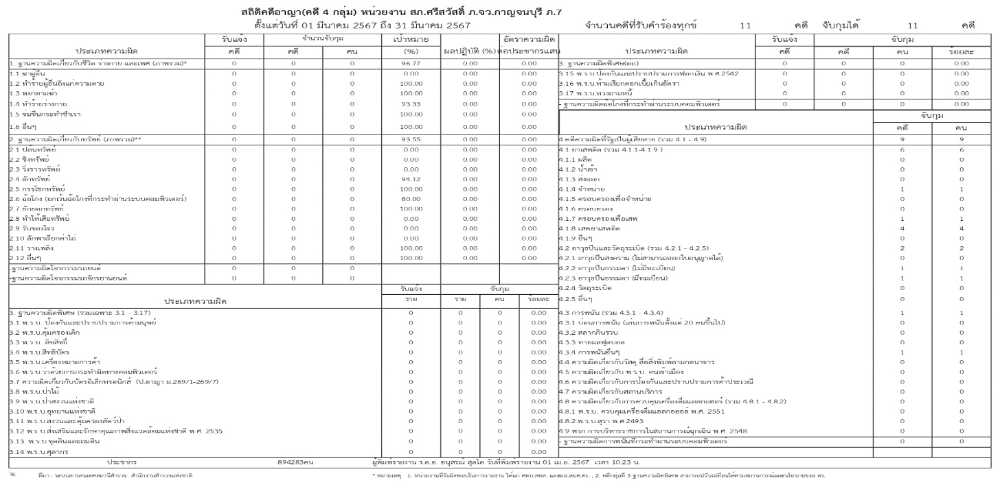 สถิติคดีอาญา(คดี 4 กลุ่ม) หน่วยงาน สภ.ศรีสวัสดิ์ ภ.จว.กาญจนบุรี ภ.7
ตั้งแต่วันที่ 01 มีนาคม 2567 ถึง 31 มีนาคม 2567
จำนวนคดีที่รับคำร้องทุกข์ 11 คดี จับกุมได้ 11 คดี
ประเภทความผิด รับแจ้ง จำนวนจับกุม เป้าหมาย ผลปฏิบัติ (%) อัตราความผิด
คดี คดี คน (%) ต่อประชากรแสน
1. ฐานความผิดเกี่ยวกับชีวิต ร่างกาย และเพศ (ภาพรวม)* 0 0 0 96.77 0.00 0.00
1.1 ฆ่าผู้อื่น 0 0 0 0.00 0.00 0.00
1.2 ทำร้ายผู้อื่นถึงแก่ความตาย 0 0 0 100.00 0.00 0.00
1.3 พยายามฆ่า 0 0 0 100.00 0.00 0.00
1.4 ทำร้ายร่างกาย 0 0 0 93.33 0.00 0.00
1.5 ข่มขืนกระทำชำเรา 0 0 0 100.00 0.00 0.00
1.6 อื่นๆ 0 0 0 100.00 0.00 0.00
2. ฐานความผิดเกี่ยวกับทรัพย์ (ภาพรวม)** 0 0 0 93.55 0.00 0.00
2.1 ปล้นทรัพย์ 0 0 0 0.00 0.00 0.00
2.2 ชิงทรัพย์ 0 0 0 0.00 0.00 0.00
2.3 วิ่งราวทรัพย์ 0 0 0 0.00 0.00 0.00
2.4 ลักทรัพย์ 0 0 0 94.12 0.00 0.00
2.5 กรรโชกทรัพย์ 0 0 0 100.00 0.00 0.00
2.6 ฉ้อโกง (ยกเว้นฉ้อโกงที่กระทำผ่านระบบคอมพิวเตอร์) 0 0 0 80.00 0.00 0.00
2.7 ยักยอกทรัพย์ 0 0 0 100.00 0.00 0.00
2.8 ทำให้เสียทรัพย์ 0 0 0 0.00 0.00 0.00
2.9 รับของโจร 0 0 0 0.00 0.00 0.00
2.10 ลักพาเรียกค่าไถ่ 0 0 0 0.00 0.00 0.00
2.11 วางเพลิง 0 0 0 100.00 0.00 0.00
2.12 อื่นๆ 0 0 0 100.00 0.00 0.00
-ฐานความผิดโจรกรรมรถยนต์ 0 0 0
-ฐานความผิดโจรกรรมรถจักรยานยนต์ 0 0 0
ประเภทความผิด รับแจ้ง จับกุม
ราย ราย คน ร้อยละ
3. ฐานความผิดพิเศษ (รวมเฉพาะ 3.1 - 3.17) 0 0 0 0.00
3.1 พ.ร.บ. ป้องกันและปราบปรามการค้ามนุษย์ 0 0 0 0.00
3.2 พ.ร.บ.คุ้มครองเด็ก 0 0 0 0.00
3.3 พ.ร.บ. ลิขสิทธิ์ 0 0 0 0.00
3.4 พ.ร.บ.สิทธิบัตร 0 0 0 0.00
3.5 พ.ร.บ.เครื่องหมายการค้า 0 0 0 0.00
3.6 พ.ร.บ.ว่าด้วยการกระทำผิดทางคอมพิวเตอร์ 0 0 0 0.00
3.7 ความผิดเกี่ยวกับบัตรอิเล็กทรอนิกส์ (ป.อาญา ม.269/1-269/7) 0 0 0 0.00
3.8 พ.ร.บ.ป่าไม้ 0 0 0 0.00
3.9 พ.ร.บ.ป่าสงวนแห่งชาติ 0 0 0 0.00
3.10 พ.ร.บ.อุทยานแห่งชาติ 0 0 0 0.00
3.11 พ.ร.บ.สงวนและคุ้มครองสัตว์ป่า 0 0 0 0.00
3.12 พ.ร.บ.ส่งเสริมและรักษาคุณภาพสิ่งแวดล้อมแห่งชาติ พ.ศ. 2535 0 0 0 0.00
3.13. พ.ร.บ.ขุดดินและถมดิน 0 0 0 0.00
3.14 พ.ร.บ.ศุลากร 0 0 0 0.00
ประเภทความผิด รับแจ้ง จับกุม
คดี คดี คน ร้อยละ
3. ฐานความผิดพิเศษ(ต่อ) 0 0 0 0.00
3.15 พ.ร.บ.ป้องกันและปราบปรามการฟอกเงิน พ.ศ.2542 0 0 0 0.00
3.16 พ.ร.บ.ห้ามเรียกดอกเบี้ยเกินอัตรา 0 0 0 0.00
3.17 พ.ร.บ.ทวงถามหนี้ 0 0 0 0.00
- ฐานความผิดฉ้อโกงที่กระทำผ่านระบบคอมพิวเตอร์ 0 0 0 0.00
ประเภทความผิด จับกุม
คดี คน
4.คดีความผิดที่รัฐเป็นผู้เสียหาย (รวม 4.1 - 4.9) 9 9
4.1 ยาเสพติด (รวม 4.1.1-4.1.9 ) 6 6
4.1.1 ผลิต 0 0
4.1.2 นำเข้า 0 0
4.1.3 ส่งออก 0 0
4.1.4 จำหน่าย 1 1
4.1.5 ครอบครองเพื่อจำหน่าย 0 0
4.1.6 ครอบครอง 0 0
4.1.7 ครอบครองเพื่อเสพ 1 1
4.1.8 เสพยาเสพติด 4 4
4.1.9 อื่นๆ 0 0
4.2 อาวุธปืนและวัตถุระเบิด (รวม 4.2.1 - 4.2.5) 2 2
4.2.1 อาวุธปืนสงคราม (ไม่สามารถออกใบอนุญาตได้) 0 0
4.2.2 อาวุธปืนธรรมดา (ไม่มีทะเบียน) 1 1
4.2.3 อาวุธปืนธรรมดา (มีทะเบียน) 1 1
4.2.4 วัตถุระเบิด 0 0
4.2.5 อื่นๆ 0 0
4.3 การพนัน (รวม 4.3.1 - 4.3.4) 1 1
4.3.1 บ่อนการพนัน (เล่นการพนันตั้งแต่ 20 คนขึ้นไป) 0 0
4.3.2 สลากกินรวบ 0 0
4.3.3 ทายผลฟุตบอล 0 0
4.3.4 การพนันอื่นๆ 1 1
4.4 ความผิดเกี่ยวกับวัสดุ สื่อสิ่งพิมพ์ลามกอนาจาร 0 0
4.5 ความผิดเกี่ยวกับ พ.ร.บ. คนเข้าเมือง 0 0
4.6 ความผิดเกี่ยวกับการป้องกันและปราบปรามการค้าประเวณี 0 0
4.7 ความผิดเกี่ยวกับสถานบริการ 0 0
4.8 ความผิดเกี่ยวกับการควบคุมเครื่องดื่มแอลกอฮอร์ (รวม 4.8.1 - 4.8.2) 0 0
4.8.1 พ.ร.บ. ควบคุมเครื่องดื่มแอลกอฮอล์ พ.ศ. 2551 0 0
4.8.2.พ.ร.บ.สุรา พ.ศ.2493 0 0
4.9 พรก.การบริหารราชการในสถานการณ์ฉุกเฉิน พ.ศ. 2548 0 0
- ฐานความผิดการพนันที่กระทำผ่านระบบคอมพิวเตอร์ 0 0
ประชากร 894283คน ผู้พิมพ์รายงาน ร.ต.อ. อนุสรณ์ สุดโต วันที่พิมพ์รายงาน 01 เม.ย. 2567 เวลา 10:23 น.
ที่มา : ระบบสารสนเทศสถานีตำรวจ สำนักงานตำรวจแห่งชาติ
* หมายเหตุ 1. หน่วยงานที่รับผิดชอบในการรายงาน ได้แก่ ศทก.สทส. และผอ.สยศ.ตร. , 2. คดีกลุ่มที่ 3 ฐานความผิดพิเศษ สามารถปรับเปลี่ยนได้ตามสถานการณ์และนโยบายของ ตร.